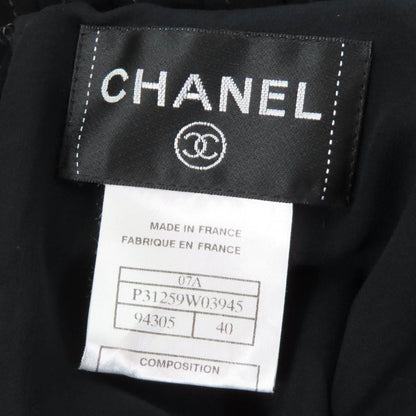 CHANEL
MADE IN FRANCE
FABRIQUE EN FRANCE
07A
P31259W03945
94305 40
COMPOSITION